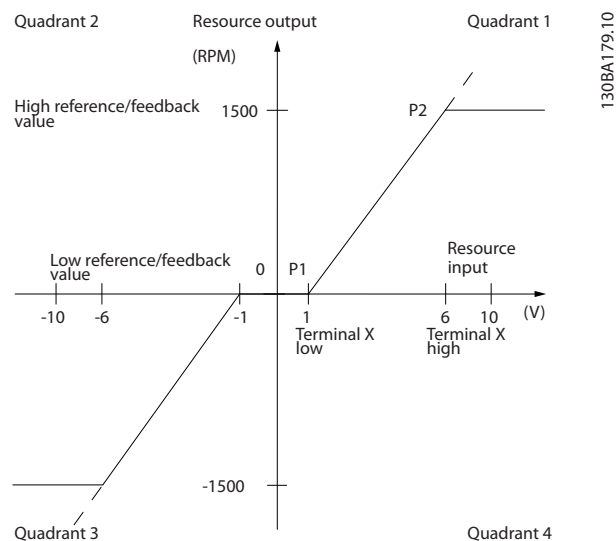 Quadrant 2
Resource output
Quadrant 1
(RPM)
130BA179.10
High reference/feedback
value
1500
P2
Low reference/feedback
value
0
P1
Resource
input
-10
-6
-1
1
6
10
(V)
Terminal X
low
Terminal X
high
-1500
Quadrant 3
Quadrant 4